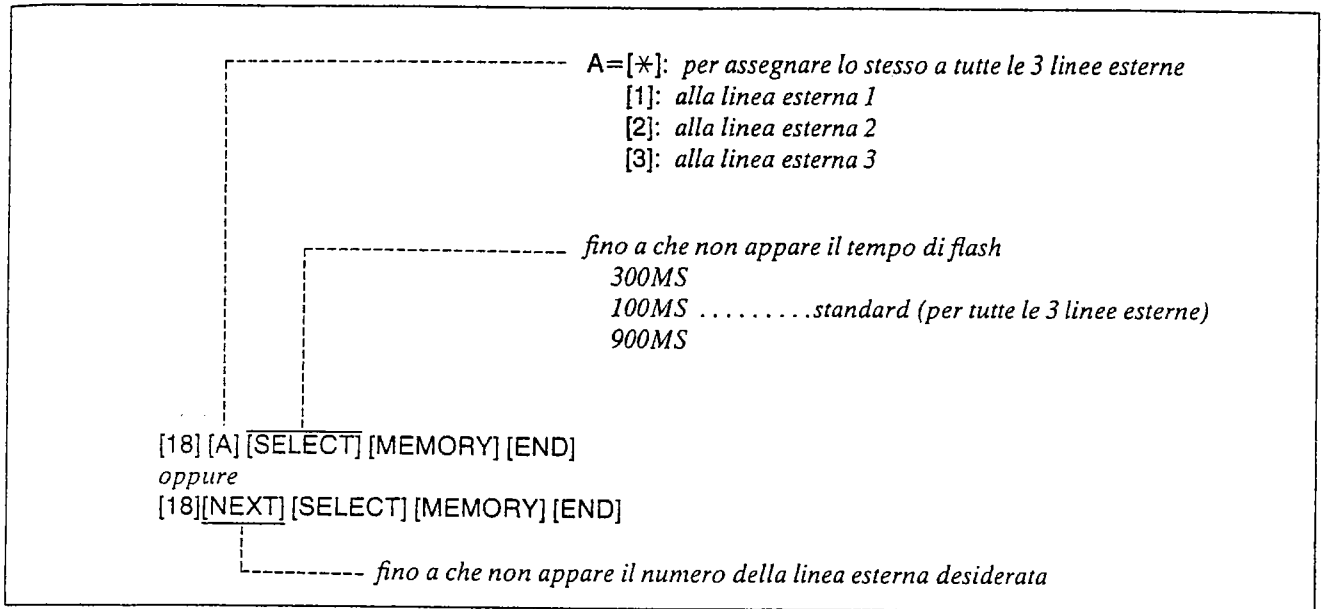 A=[*]: per assegnare lo stesso a tutte le 3 linee esterne
[1]: alla linea esterna 1
[2]: alla linea esterna 2
[3]: alla linea esterna 3
fino a che non appare il tempo di flash
300MS
100MS .........standard (per tutte le 3 linee esterne)
900MS
[18] [A] [SELECT] [MEMORY] [END]
oppure
[18][NEXT] [SELECT] [MEMORY] [END]
fino a che non appare il numero della linea esterna desiderata